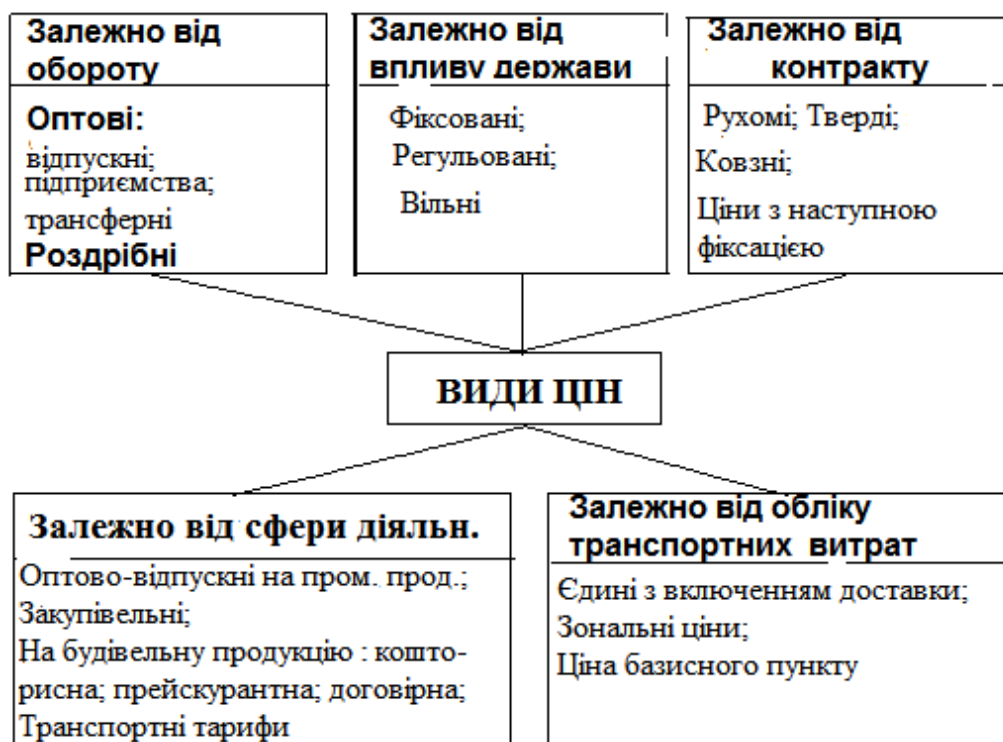 Залежно від
обороту
Оптові:
відпускні;
підприємства;
трансферні
Роздрібні
Залежно від
впливу держави
Фіксовані;
Регульовані;
Вільні
Залежно від
контракту
Рухомі; Тверді;
Ковзні;
Ціни з наступною
фіксацією
ВИДИ ЦІН
Залежно від сфери діяльн.
Оптово-відпускні на пром. прод.;
Закупівельні;
На будівельну продукцію : кошто-
рисна; прейскурантна; договірна;
Транспортні тарифи
Залежно від обліку
транспортних витрат
Єдині з включенням доставки;
Зональні ціни;
Ціна базисного пункту